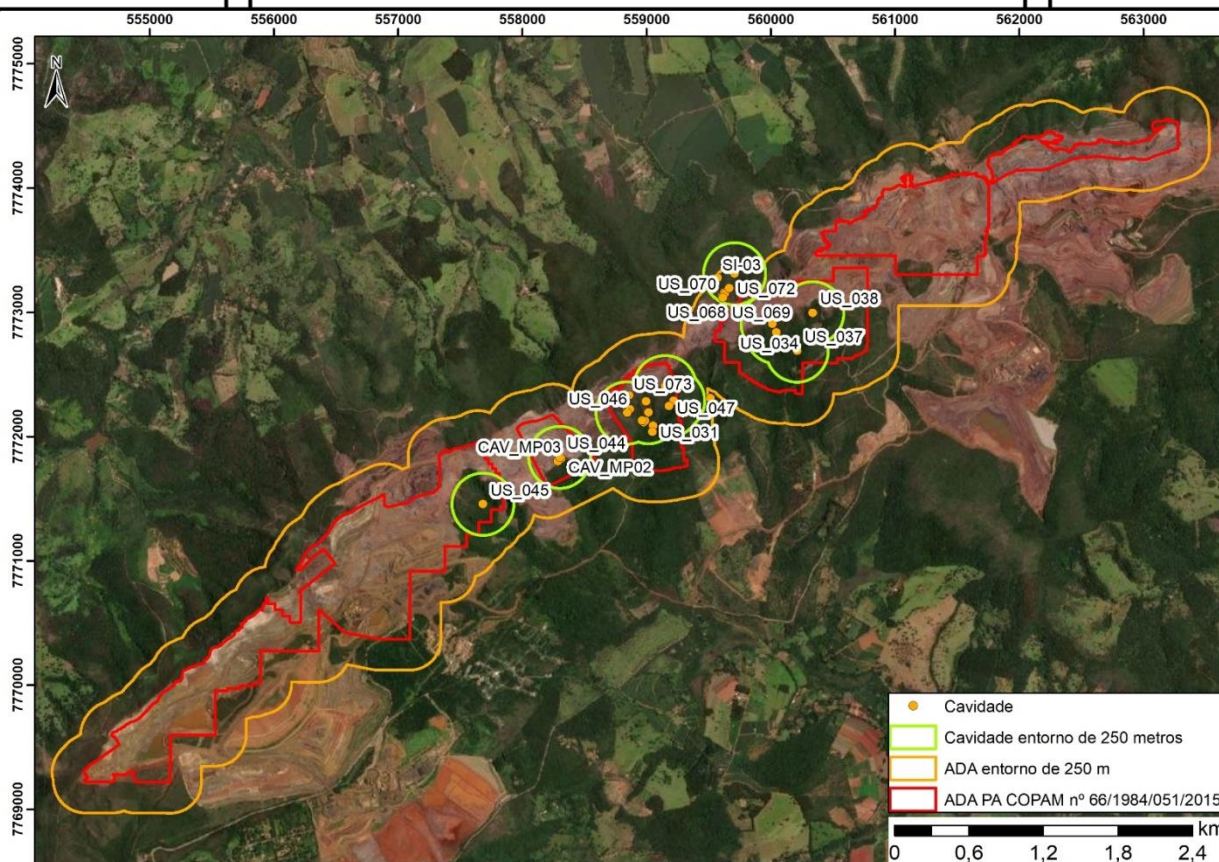 555000 556000 557000 558000 559000 560000 561000 562000 563000
7775000
7774000
7773000
7772000
7771000
7770000
7769000
N
SI-03
US_070
US_072
US_038
US_068
US_069
US_034
US_037
US_073
US_046
US_047
US_031
US_044
CAV_MP03
CAV_MP02
US_045
Cavidade
Cavidade entorno de 250 metros
ADA entorno de 250 m
ADA PA COPAM nº 66/1984/051/2015
km
0 0,6 1,2 1,8 2,4